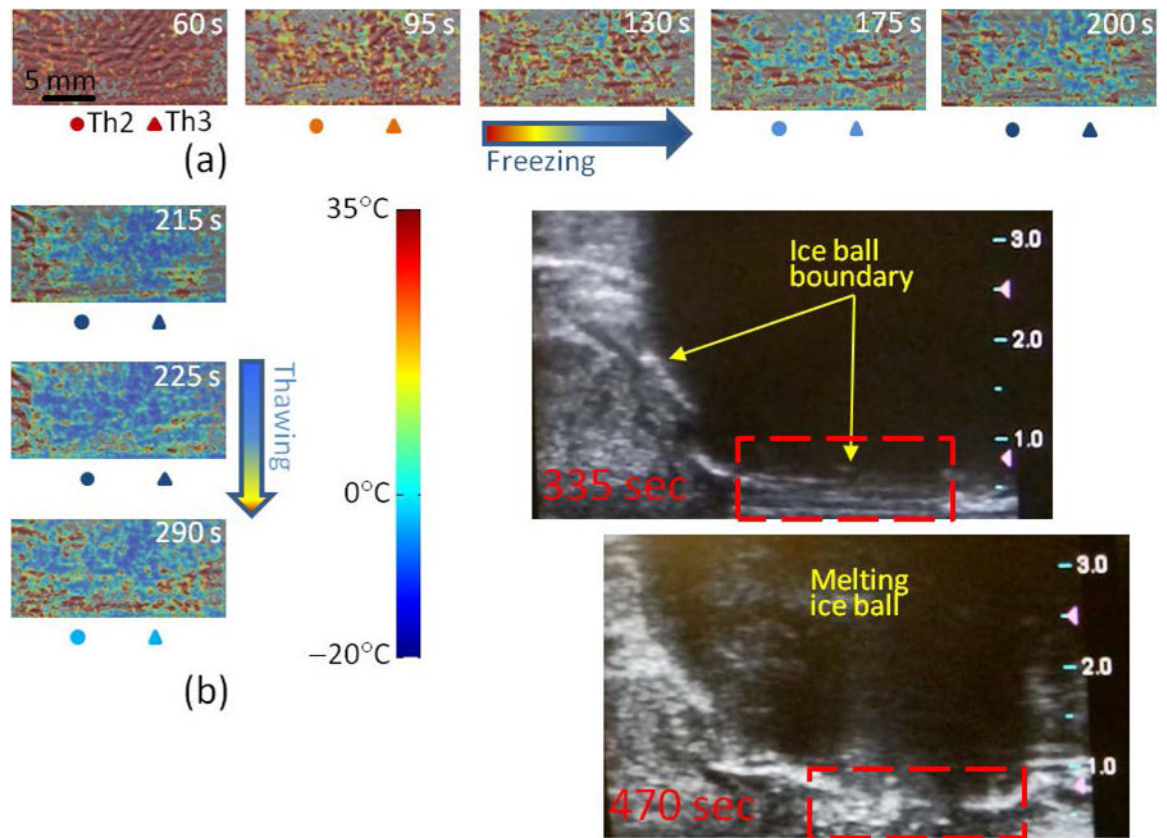 60 s
95 s
130 s
175 s
200 s
5 mm
Th2 Th3
Freezing
(a)
215 s
225 s
290 s
Thawing
(b)
35°C
0°C
−20°C
Ice ball
boundary
3.0
2.0
1.0
335 sec
Melting
ice ball
3.0
2.0
1.0
470 sec